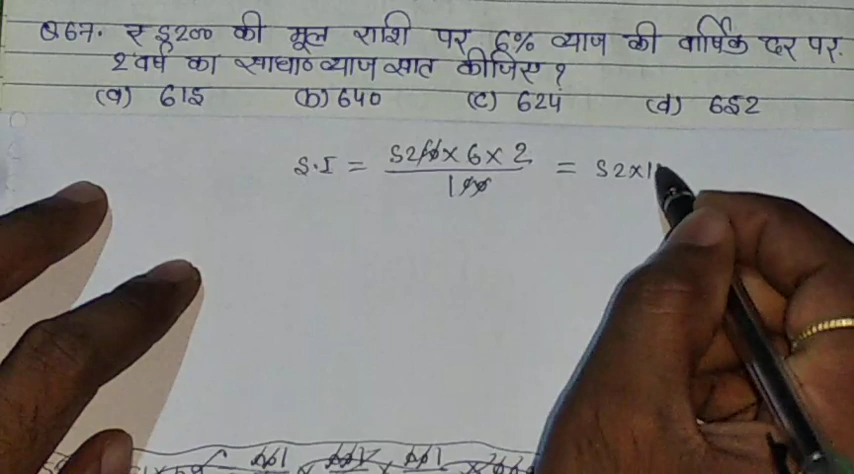 Q67. ₹ 5200 की मूल राशि पर 6% व्याज की वार्षिक दर पर
2 वर्ष का साधा० व्याज ज्ञात कीजिए ?
(a) 615 (b) 640 (c) 624 (d) 652
S.I = 5200 × 6 × 2 / 100 = 52×1